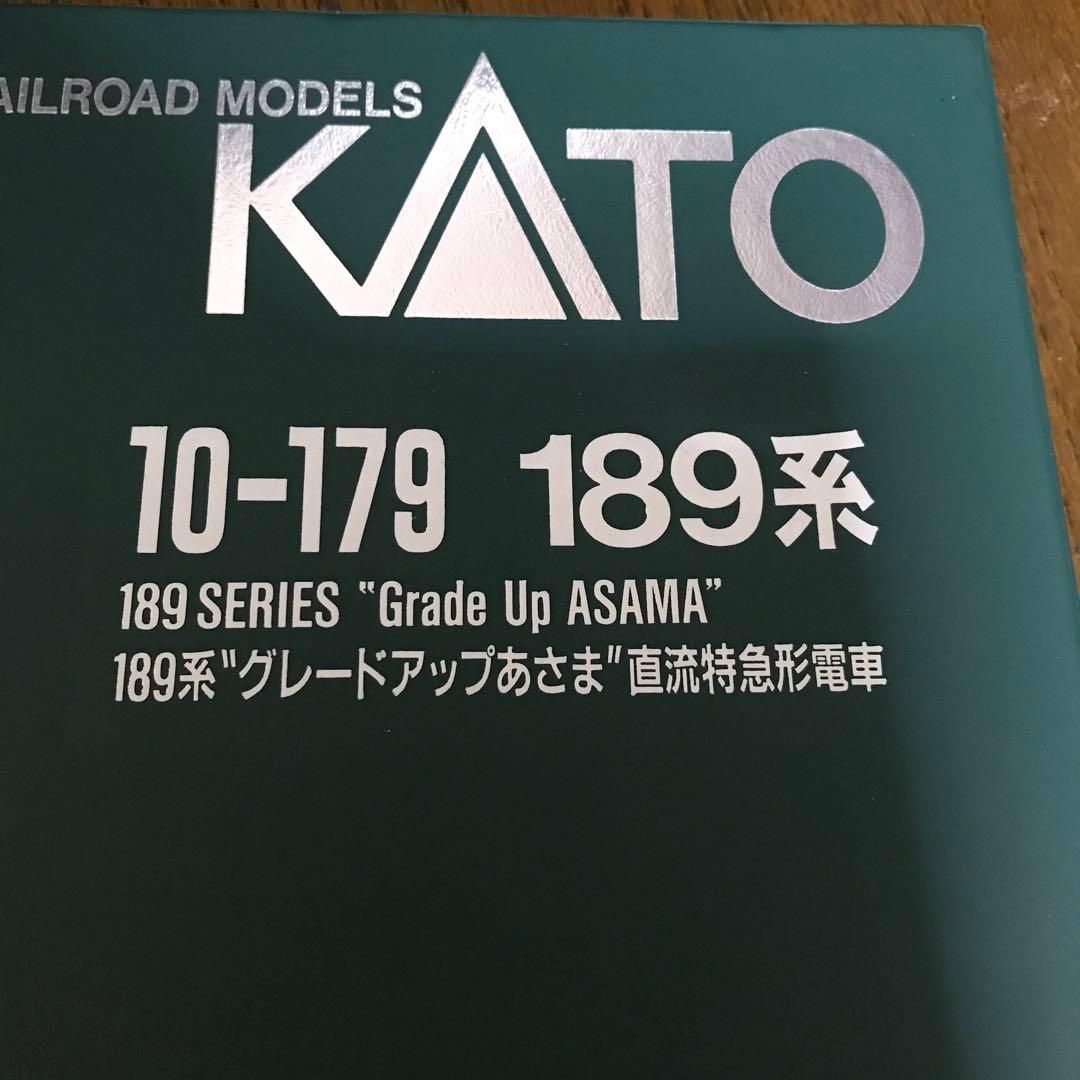 AILROAD MODELS
KATO
10-179 189系
189 SERIES "Grade Up ASAMA"
189系"グレードアップあさま"直流特急形電車